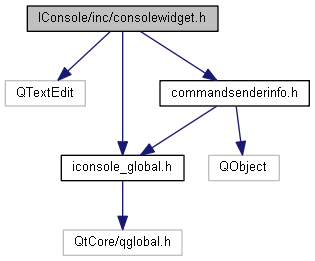 IConsole/inc/consolewidget.h
QTextEdit
commandsenderinfo.h
iconsole_global.h
QObject
QtCore/qglobal.h